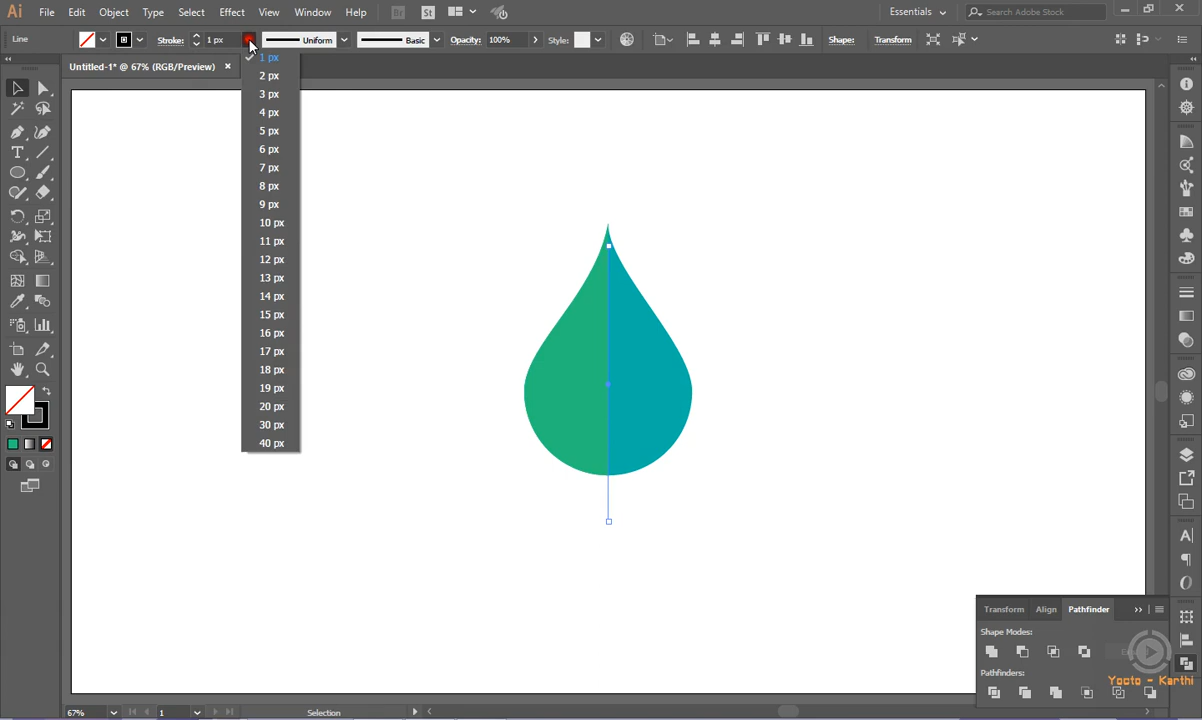 Ai File Edit Object Type Select Effect View Window Help Br St Essentials Search Adobe Stock
Line Stroke: 1 px Uniform Basic Opacity: 100% Style: Shape: Transform
Untitled-1* @ 67% (RGB/Preview) ×
1 px
2 px
3 px
4 px
5 px
6 px
7 px
8 px
9 px
10 px
11 px
12 px
13 px
14 px
15 px
16 px
17 px
18 px
19 px
20 px
30 px
40 px
Transform Align Pathfinder
Shape Modes:
Pathfinders:
Yooto - Karthi
67% 1 Selection